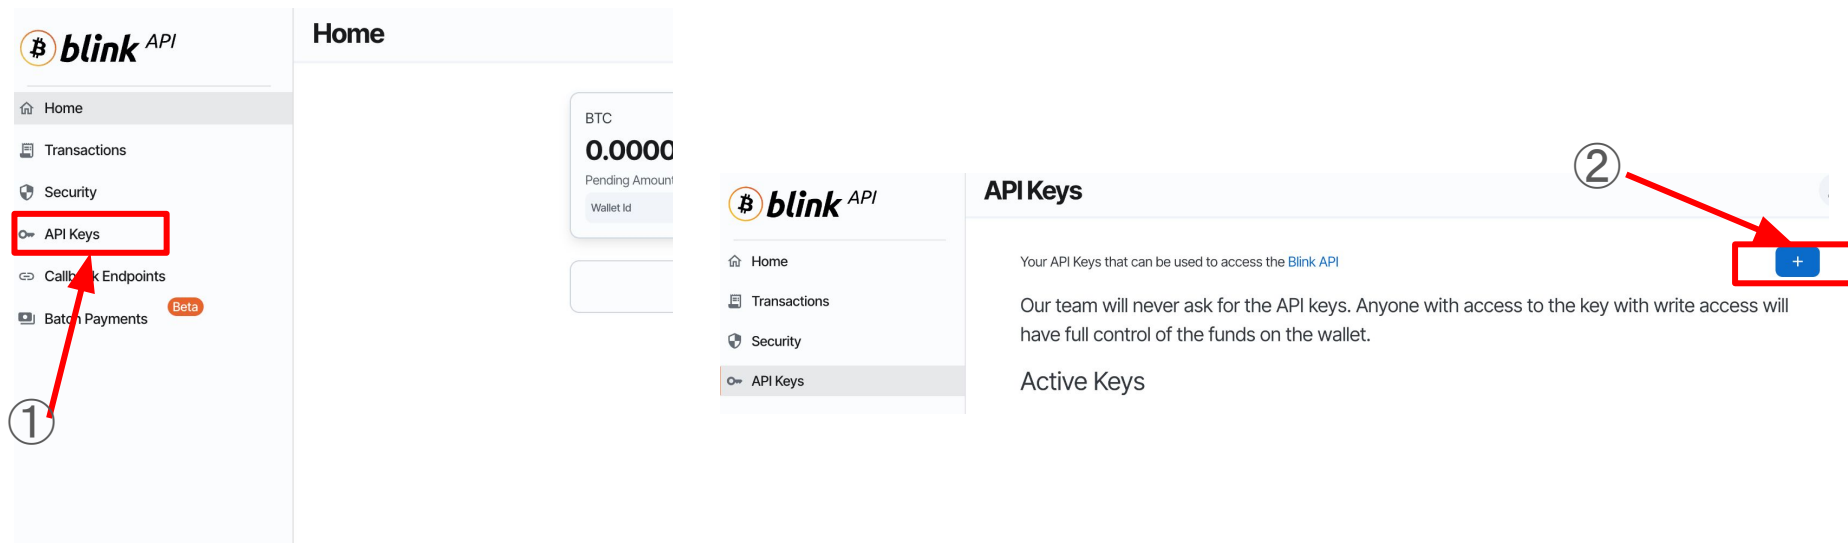 blink API
Home
Home
Transactions
Security
API Keys
Callback Endpoints
Batch Payments
Beta
BTC
0.0000
Pending Amount
Wallet Id
①
②
blink API
API Keys
Home
Transactions
Security
API Keys
Your API Keys that can be used to access the Blink API
+
Our team will never ask for the API keys. Anyone with access to the key with write access will
have full control of the funds on the wallet.
Active Keys